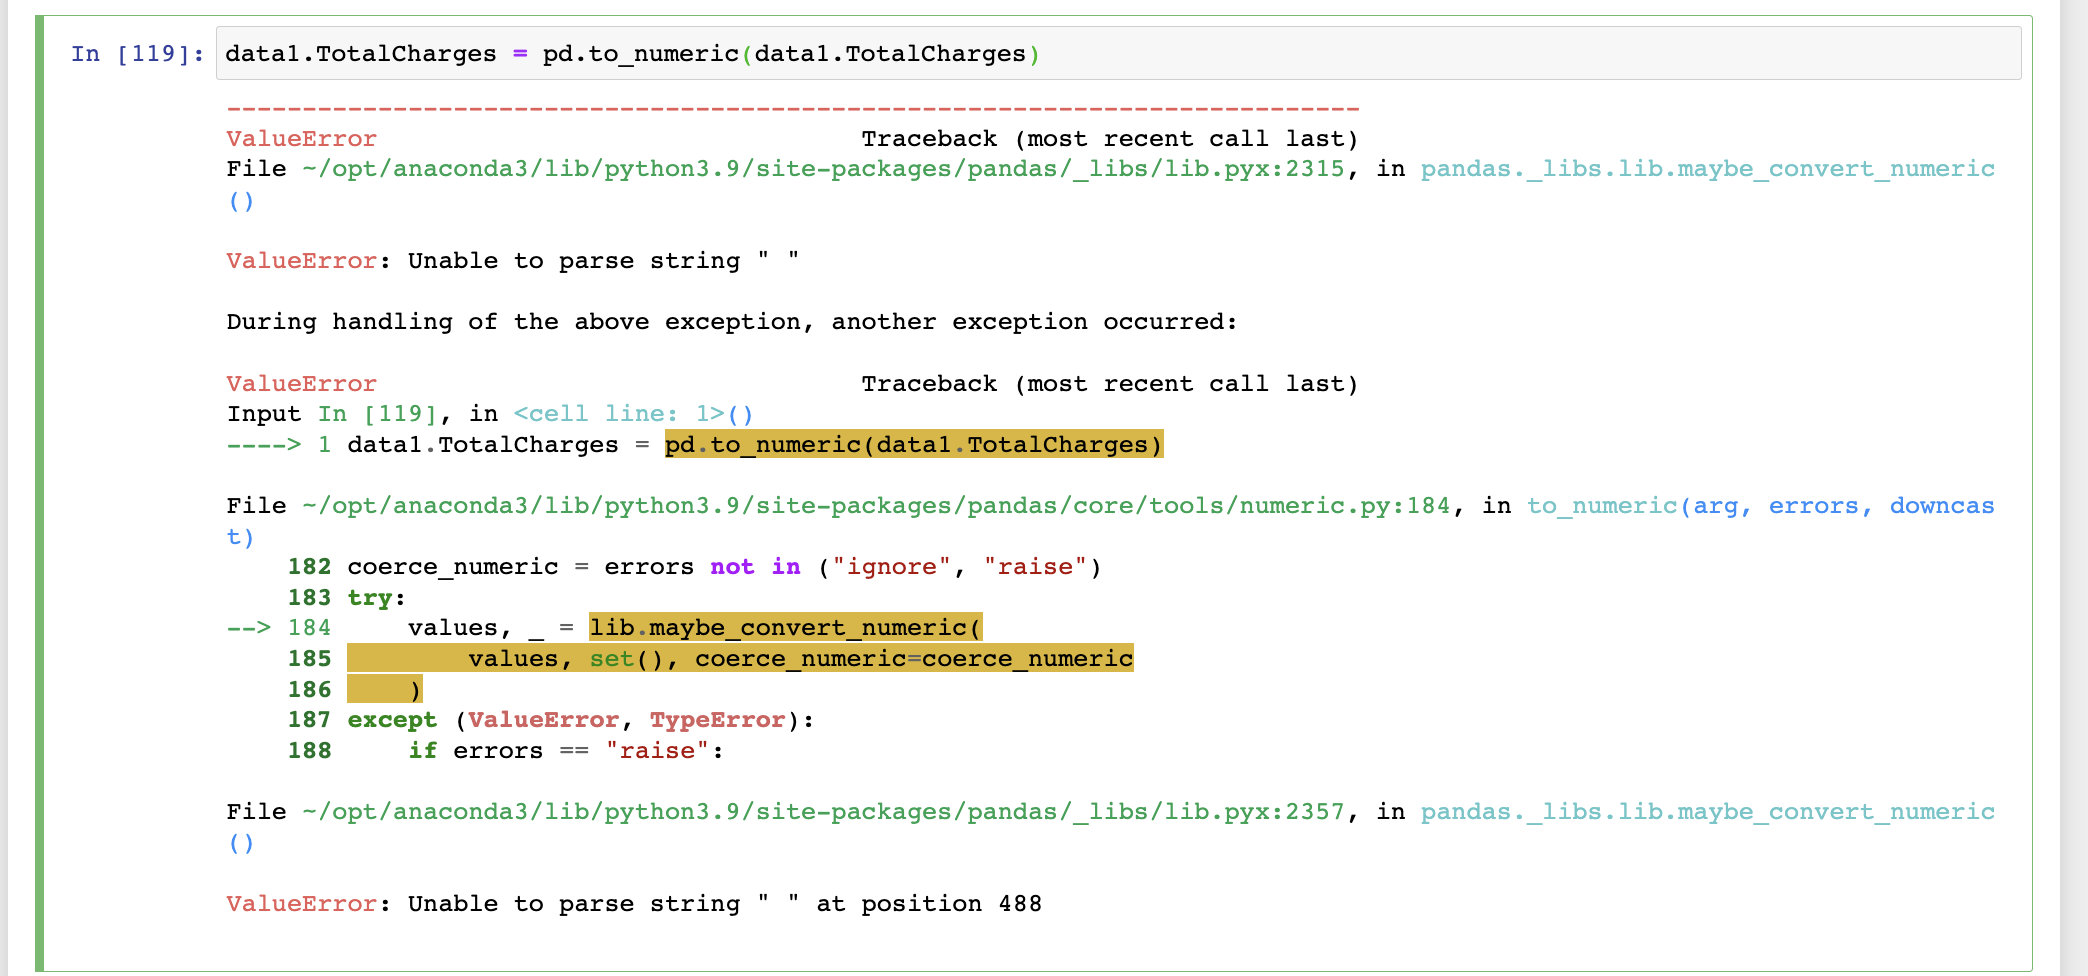 In [119]: data1.TotalCharges = pd.to_numeric(data1.TotalCharges)
---------------------------------------------------------------------------
ValueError                                Traceback (most recent call last)
File ~/opt/anaconda3/lib/python3.9/site-packages/pandas/_libs/lib.pyx:2315, in pandas._libs.lib.maybe_convert_numeric
()
ValueError: Unable to parse string " "
During handling of the above exception, another exception occurred:
ValueError                                Traceback (most recent call last)
Input In [119], in <cell line: 1>()
----> 1 data1.TotalCharges = pd.to_numeric(data1.TotalCharges)
File ~/opt/anaconda3/lib/python3.9/site-packages/pandas/core/tools/numeric.py:184, in to_numeric(arg, errors, downcas
t)
    182 coerce_numeric = errors not in ("ignore", "raise")
    183 try:
--> 184     values, _ = lib.maybe_convert_numeric(
    185         values, set(), coerce_numeric=coerce_numeric
    186     )
    187 except (ValueError, TypeError):
    188     if errors == "raise":
File ~/opt/anaconda3/lib/python3.9/site-packages/pandas/_libs/lib.pyx:2357, in pandas._libs.lib.maybe_convert_numeric
()
ValueError: Unable to parse string " " at position 488